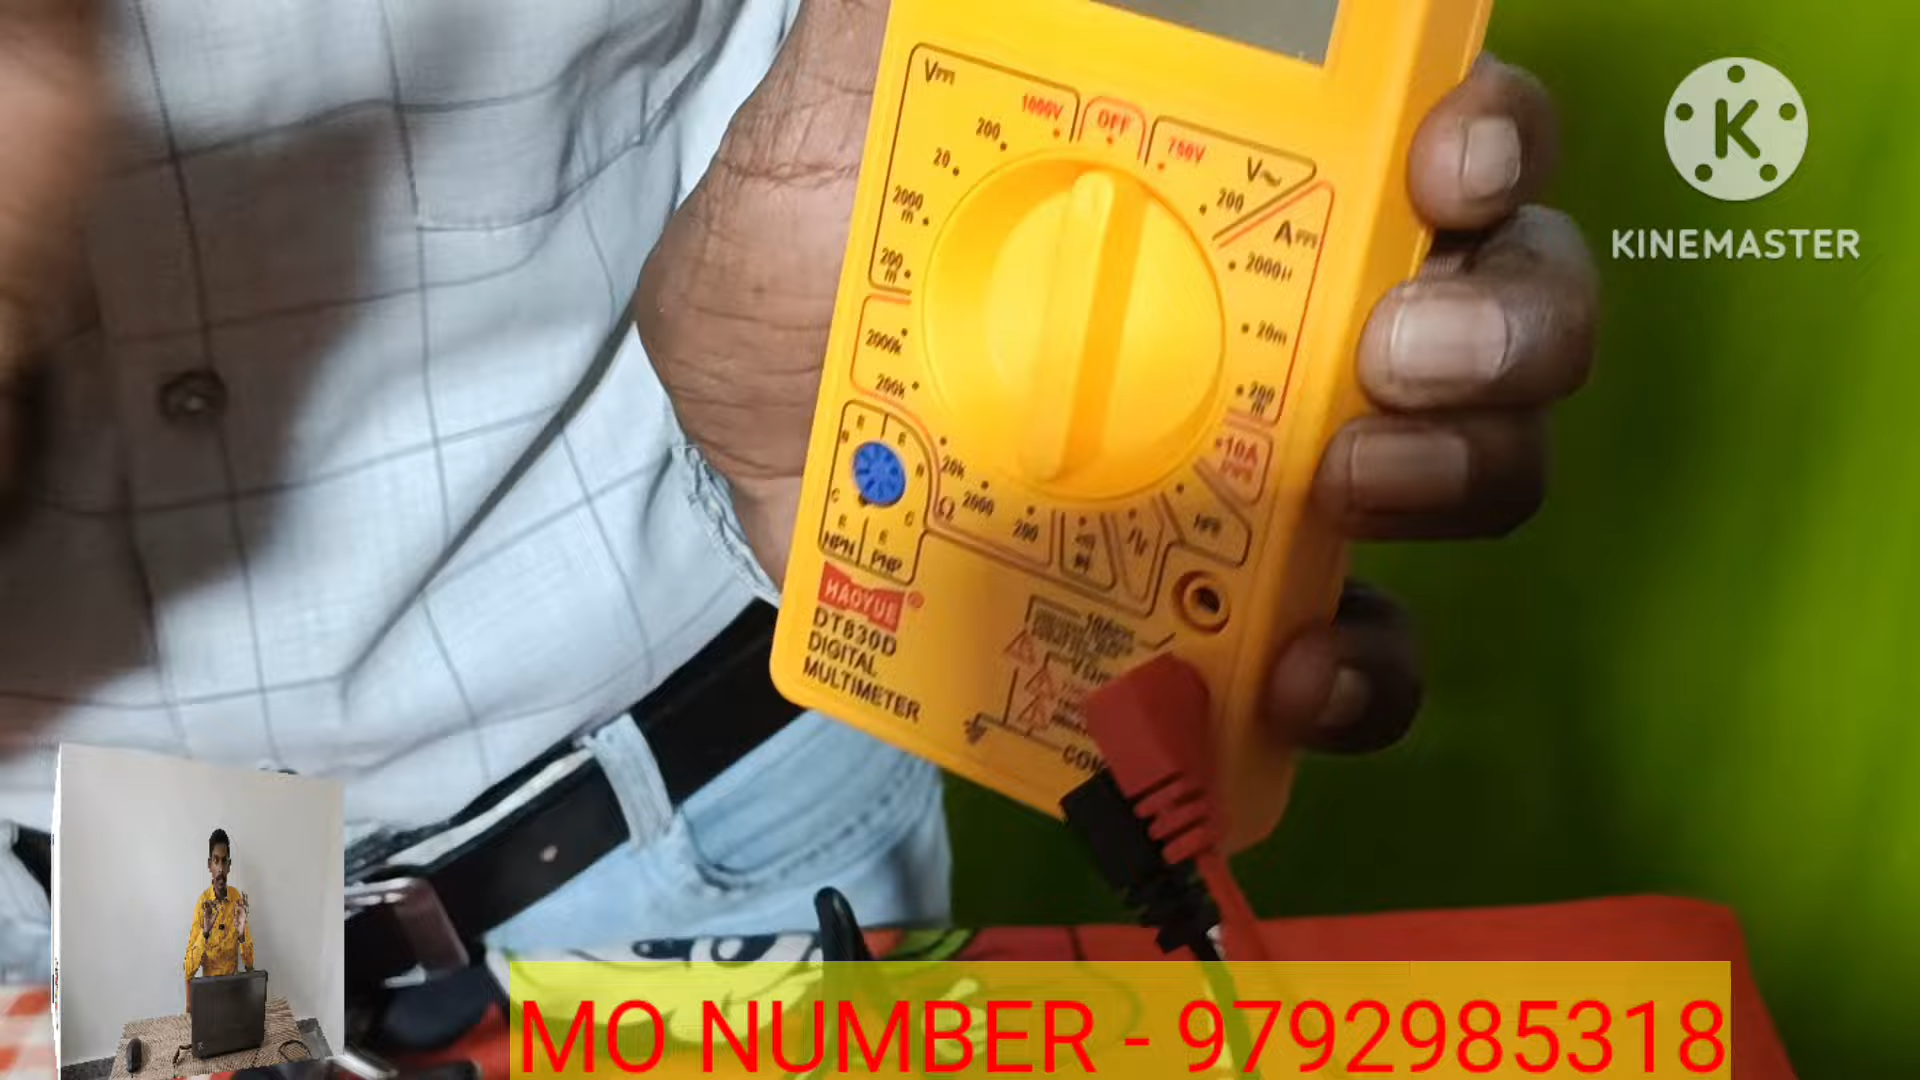 V
1000V
OFF
750V
V~
200
200
20
A
2000
m
2000µ
200
m
20m
2000k
200
m
200k
10A
20k
2000
Ω
200
hFE
E
E
B
B
C
C
E
E
NPN
PNP
HAOYUE
DT830D
DIGITAL
MULTIMETER
COM
K
KINEMASTER
MO NUMBER - 9792985318